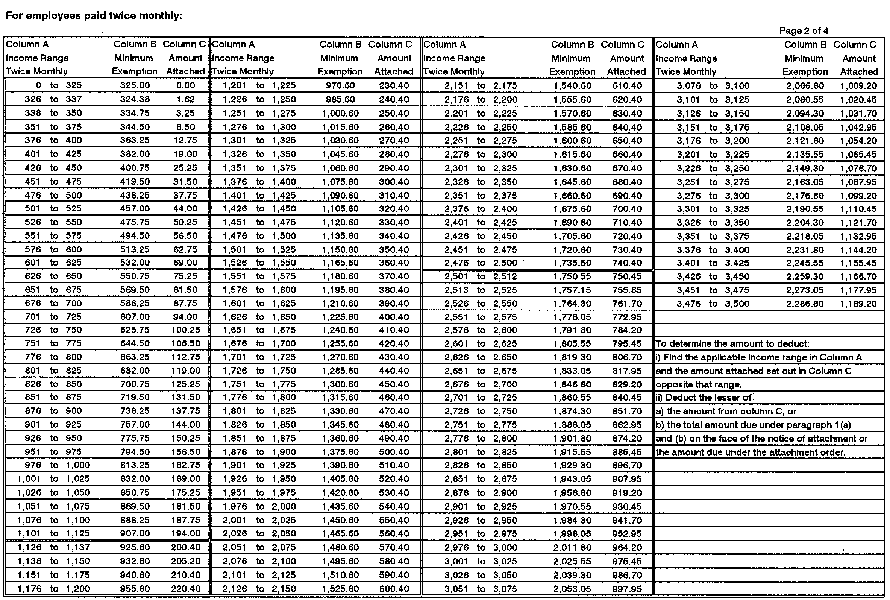 For employees paid twice monthly:
Page 2 of 4
Column A Column B Column C Column A Column B Column C Column A Column B Column C Column A Column B Column C
Income Range Minimum Amount Income Range Minimum Amount Income Range Minimum Amount Income Range Minimum Amount
Twice Monthly Exemption Attached Twice Monthly Exemption Attached Twice Monthly Exemption Attached Twice Monthly Exemption Attached
0 to 325 325.00 0.00 1,201 to 1,225 970.60 230.40 2,151 to 2,175 1,540.60 610.40 3,076 to 3,100 2,066.80 1,009.20
326 to 337 324.38 1.62 1,226 to 1,250 985.60 240.40 2,176 to 2,200 1,555.60 620.40 3,101 to 3,125 2,080.55 1,020.45
338 to 350 334.75 3.25 1,251 to 1,275 1,000.60 250.40 2,201 to 2,225 1,570.60 630.40 3,126 to 3,150 2,094.30 1,031.70
351 to 375 344.50 6.50 1,276 to 1,300 1,015.60 260.40 2,226 to 2,250 1,585.60 640.40 3,151 to 3,175 2,108.05 1,042.95
376 to 400 363.25 12.75 1,301 to 1,325 1,030.60 270.40 2,251 to 2,275 1,600.60 650.40 3,176 to 3,200 2,121.80 1,054.20
401 to 425 382.00 19.00 1,326 to 1,350 1,045.60 280.40 2,276 to 2,300 1,615.60 660.40 3,201 to 3,225 2,135.55 1,065.45
426 to 450 400.75 25.25 1,351 to 1,375 1,060.60 290.40 2,301 to 2,325 1,630.60 670.40 3,226 to 3,250 2,149.30 1,076.70
451 to 475 419.50 31.50 1,376 to 1,400 1,075.60 300.40 2,326 to 2,350 1,645.60 680.40 3,251 to 3,275 2,163.05 1,087.95
476 to 500 438.25 37.75 1,401 to 1,425 1,090.60 310.40 2,351 to 2,375 1,660.60 690.40 3,276 to 3,300 2,176.80 1,099.20
501 to 525 457.00 44.00 1,426 to 1,450 1,105.60 320.40 2,376 to 2,400 1,675.60 700.40 3,301 to 3,325 2,190.55 1,110.45
526 to 550 475.75 50.25 1,451 to 1,475 1,120.60 330.40 2,401 to 2,425 1,690.60 710.40 3,326 to 3,350 2,204.30 1,121.70
551 to 575 494.50 56.50 1,476 to 1,500 1,135.60 340.40 2,426 to 2,450 1,705.60 720.40 3,351 to 3,375 2,218.05 1,132.95
576 to 600 513.25 62.75 1,501 to 1,525 1,150.60 350.40 2,451 to 2,475 1,720.60 730.40 3,376 to 3,400 2,231.80 1,144.20
601 to 625 532.00 69.00 1,526 to 1,550 1,165.60 360.40 2,476 to 2,500 1,735.60 740.40 3,401 to 3,425 2,245.55 1,155.45
626 to 650 550.75 75.25 1,551 to 1,575 1,180.60 370.40 2,501 to 2,512 1,750.55 750.45 3,426 to 3,450 2,259.30 1,166.70
651 to 675 569.50 81.50 1,576 to 1,600 1,195.60 380.40 2,513 to 2,525 1,757.15 755.85 3,451 to 3,475 2,273.05 1,177.95
676 to 700 588.25 87.75 1,601 to 1,625 1,210.60 390.40 2,526 to 2,550 1,764.30 761.70 3,476 to 3,500 2,286.80 1,189.20
701 to 725 607.00 94.00 1,626 to 1,650 1,225.60 400.40 2,551 to 2,575 1,778.05 772.95
726 to 750 625.75 100.25 1,651 to 1,675 1,240.60 410.40 2,576 to 2,600 1,791.80 784.20
751 to 775 644.50 106.50 1,676 to 1,700 1,255.60 420.40 2,601 to 2,625 1,805.55 795.45 To determine the amount to deduct:
776 to 800 663.25 112.75 1,701 to 1,725 1,270.60 430.40 2,626 to 2,650 1,819.30 806.70 i) Find the applicable income range in Column A
801 to 825 682.00 119.00 1,726 to 1,750 1,285.60 440.40 2,651 to 2,675 1,833.05 817.95 and the amount attached set out in Column C
826 to 850 700.75 125.25 1,751 to 1,775 1,300.60 450.40 2,676 to 2,700 1,846.80 829.20 opposite that range.
851 to 875 719.50 131.50 1,776 to 1,800 1,315.60 460.40 2,701 to 2,725 1,860.55 840.45 ii) Deduct the lesser of:
876 to 900 738.25 137.75 1,801 to 1,825 1,330.60 470.40 2,726 to 2,750 1,874.30 851.70 a) the amount from column C, or
901 to 925 757.00 144.00 1,826 to 1,850 1,345.60 480.40 2,751 to 2,775 1,888.05 862.95 b) the total amount due under paragraph 1(a)
926 to 950 775.75 150.25 1,851 to 1,875 1,360.60 490.40 2,776 to 2,800 1,901.80 874.20 and (b) on the face of the notice of attachment or
951 to 975 794.50 156.50 1,876 to 1,900 1,375.60 500.40 2,801 to 2,825 1,915.55 885.45 the amount due under the attachment order.
976 to 1,000 813.25 162.75 1,901 to 1,925 1,390.60 510.40 2,826 to 2,850 1,929.30 896.70
1,001 to 1,025 832.00 169.00 1,926 to 1,950 1,405.60 520.40 2,851 to 2,875 1,943.05 907.95
1,026 to 1,050 850.75 175.25 1,951 to 1,975 1,420.60 530.40 2,876 to 2,900 1,956.80 919.20
1,051 to 1,075 869.50 181.50 1,976 to 2,000 1,435.60 540.40 2,901 to 2,925 1,970.55 930.45
1,076 to 1,100 888.25 187.75 2,001 to 2,025 1,450.60 550.40 2,926 to 2,950 1,984.30 941.70
1,101 to 1,125 907.00 194.00 2,026 to 2,050 1,465.60 560.40 2,951 to 2,975 1,998.05 952.95
1,126 to 1,137 925.60 200.40 2,051 to 2,075 1,480.60 570.40 2,976 to 3,000 2,011.80 964.20
1,138 to 1,150 932.80 205.20 2,076 to 2,100 1,495.60 580.40 3,001 to 3,025 2,025.55 975.45
1,151 to 1,175 940.60 210.40 2,101 to 2,125 1,510.60 590.40 3,026 to 3,050 2,039.30 986.70
1,176 to 1,200 955.60 220.40 2,126 to 2,150 1,525.60 600.40 3,051 to 3,075 2,053.05 997.95